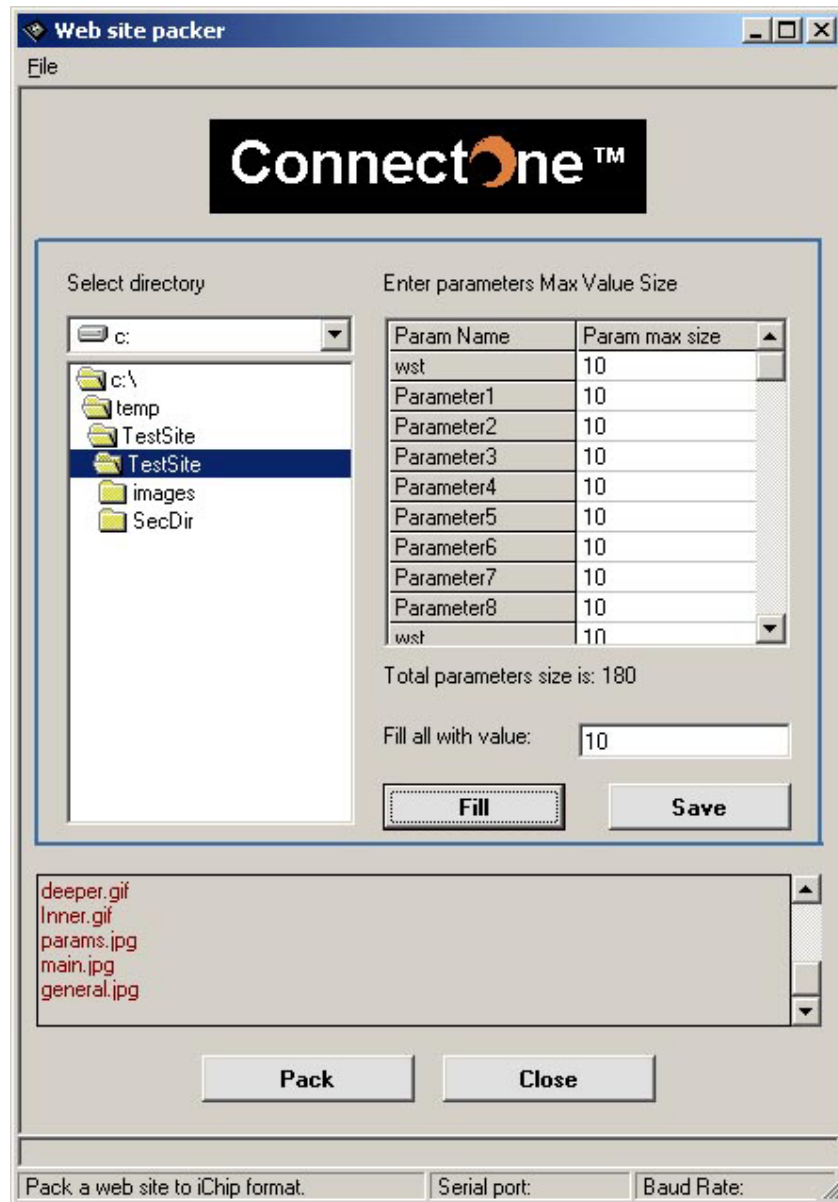 Web site packer
File
ConnectOne™
Select directory
Enter parameters Max Value Size
c:
c:\
temp
TestSite
TestSite
images
SecDir
Param Name Param max size
wst 10
Parameter1 10
Parameter2 10
Parameter3 10
Parameter4 10
Parameter5 10
Parameter6 10
Parameter7 10
Parameter8 10
wst 10
Total parameters size is: 180
Fill all with value: 10
Fill Save
deeper.gif
Inner.gif
params.jpg
main.jpg
general.jpg
Pack Close
Pack a web site to iChip format. Serial port: Baud Rate: